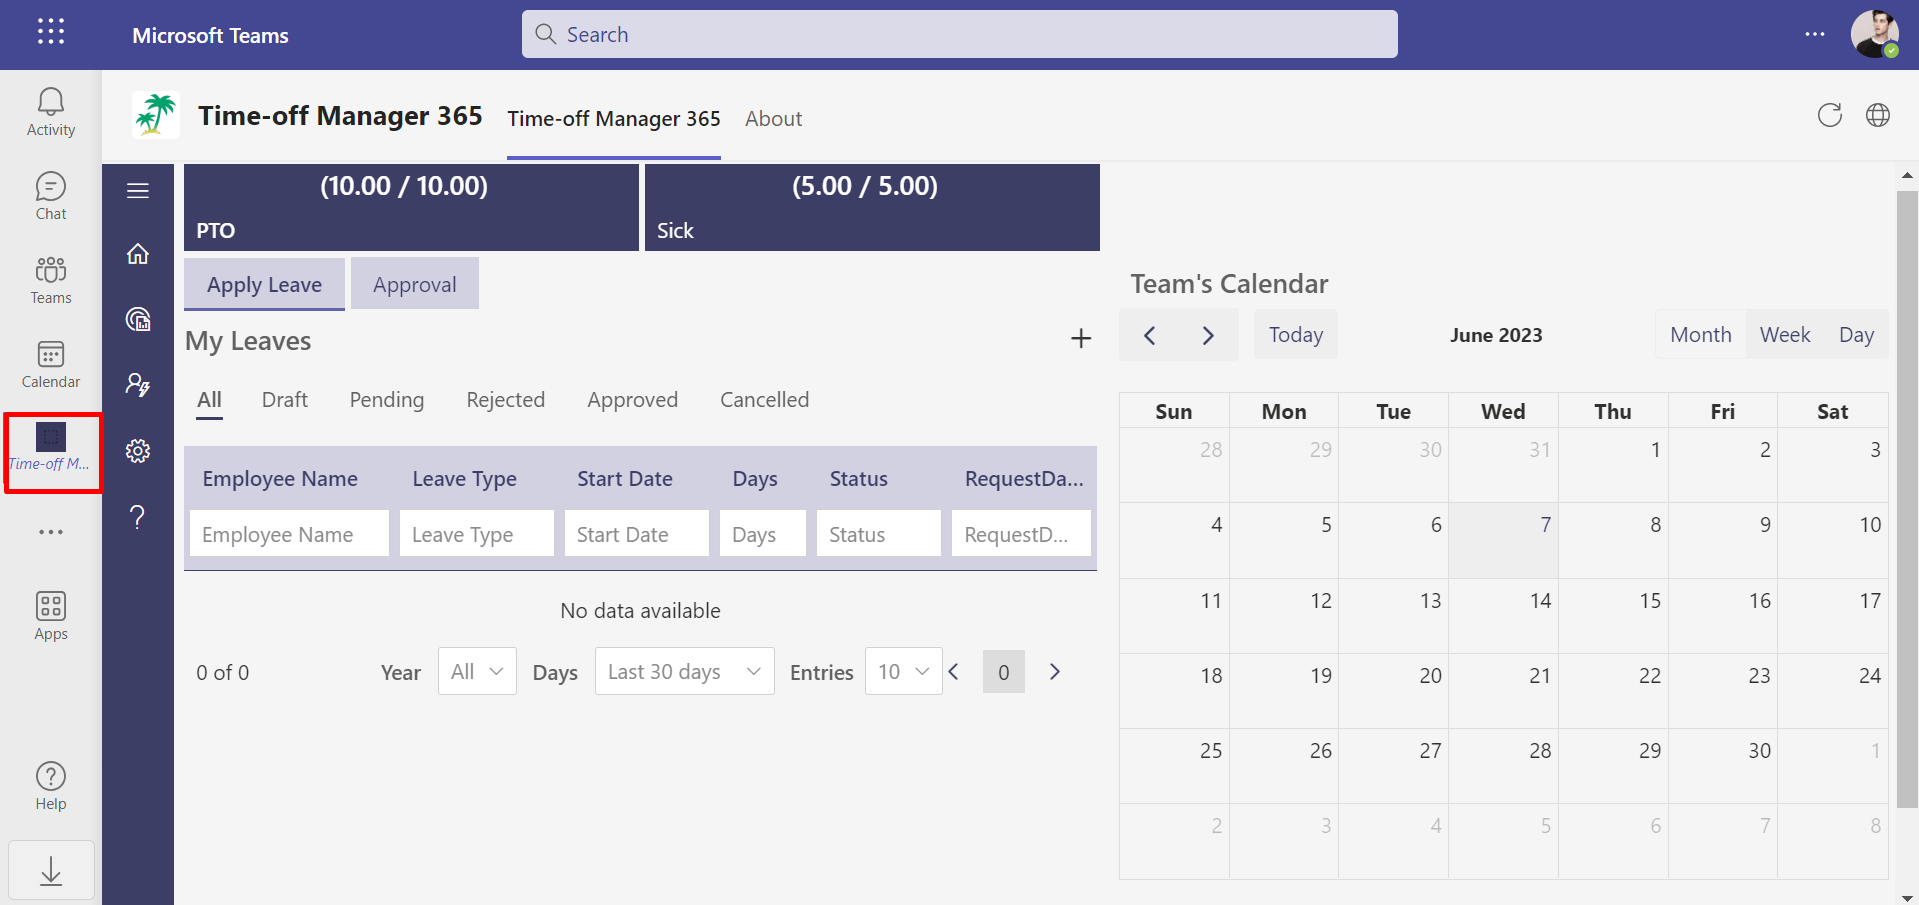 Microsoft Teams
Search
Activity
Chat
Teams
Calendar
Time-off M...
Apps
Help
Time-off Manager 365
Time-off Manager 365
About
(10.00 / 10.00)
PTO
(5.00 / 5.00)
Sick
Apply Leave
Approval
My Leaves
All
Draft
Pending
Rejected
Approved
Cancelled
Employee Name Leave Type Start Date Days Status RequestDa...
Employee Name Leave Type Start Date Days Status RequestD...
No data available
0 of 0 Year All Days Last 30 days Entries 10 0
Team's Calendar
Today
June 2023
Month Week Day
Sun Mon Tue Wed Thu Fri Sat
28 29 30 31 1 2 3
4 5 6 7 8 9 10
11 12 13 14 15 16 17
18 19 20 21 22 23 24
25 26 27 28 29 30 1
2 3 4 5 6 7 8